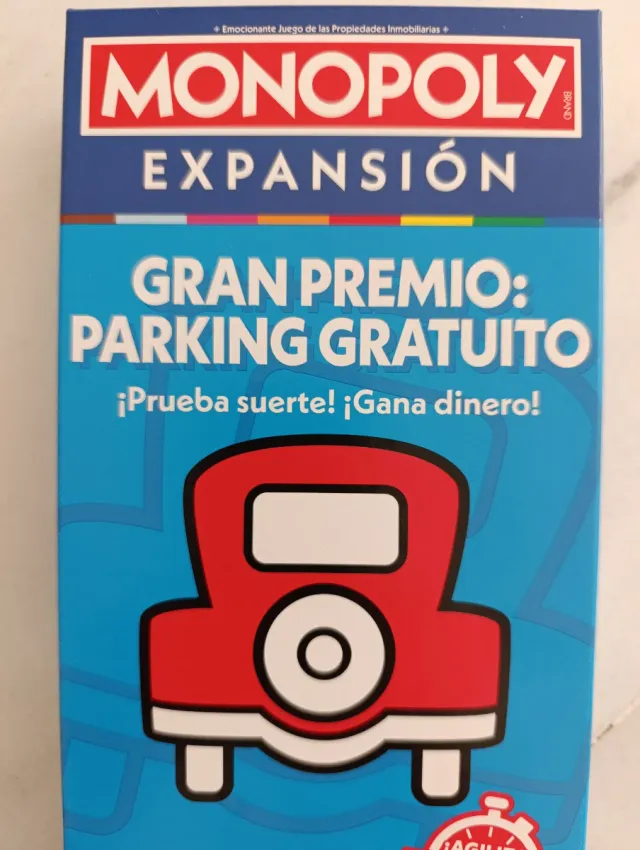 + Emocionante Juego de las Propiedades Inmobiliarias +
MONOPOLY
BRAND
EXPANSIÓN
GRAN PREMIO:
PARKING GRATUITO
¡Prueba suerte! ¡Gana dinero!